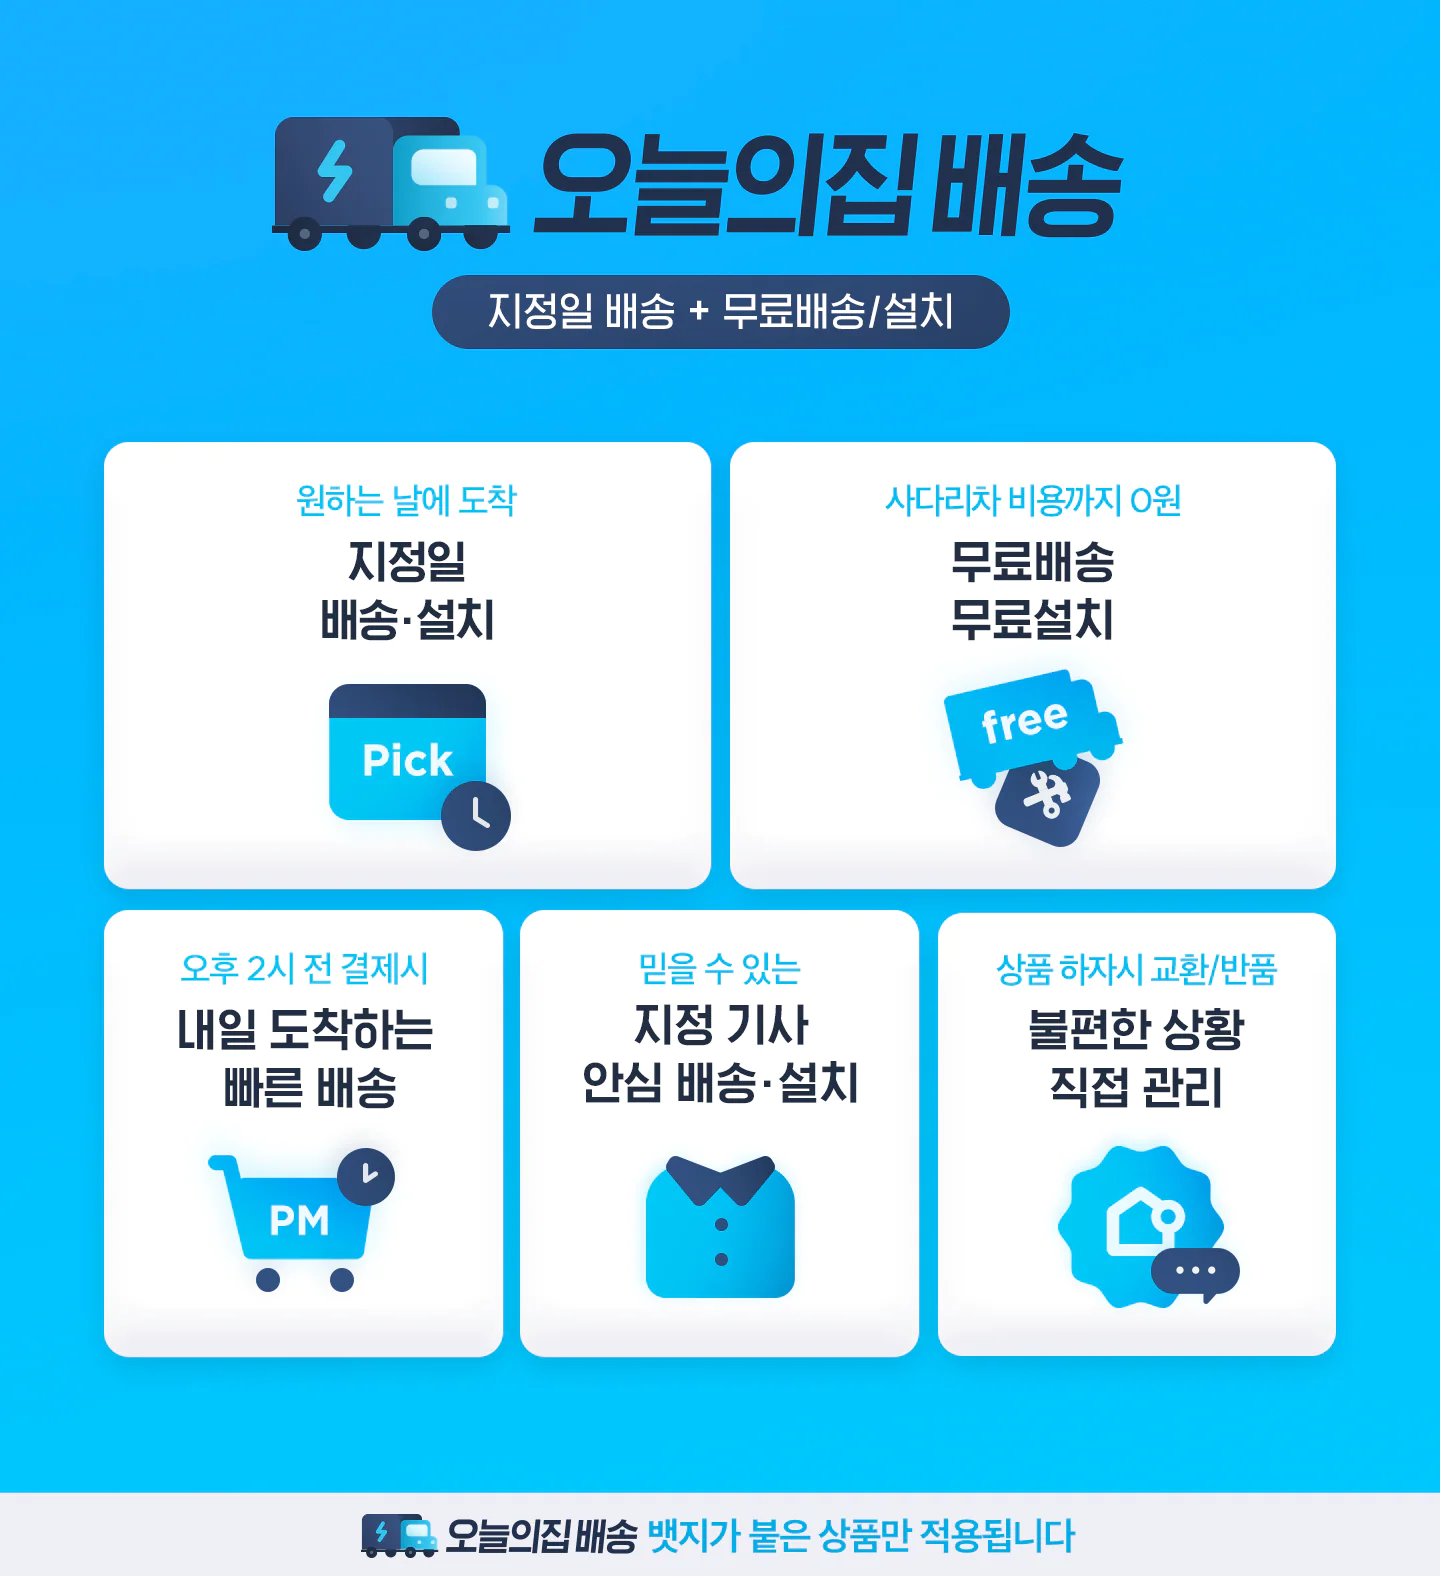 오늘의집 배송
지정일 배송 + 무료배송/설치
원하는 날에 도착
지정일
배송·설치
Pick
사다리차 비용까지 0원
무료배송
무료설치
free
오후 2시 전 결제시
내일 도착하는
빠른 배송
PM
믿을 수 있는
지정 기사
안심 배송·설치
상품 하자시 교환/반품
불편한 상황
직접 관리
오늘의집 배송 뱃지가 붙은 상품만 적용됩니다